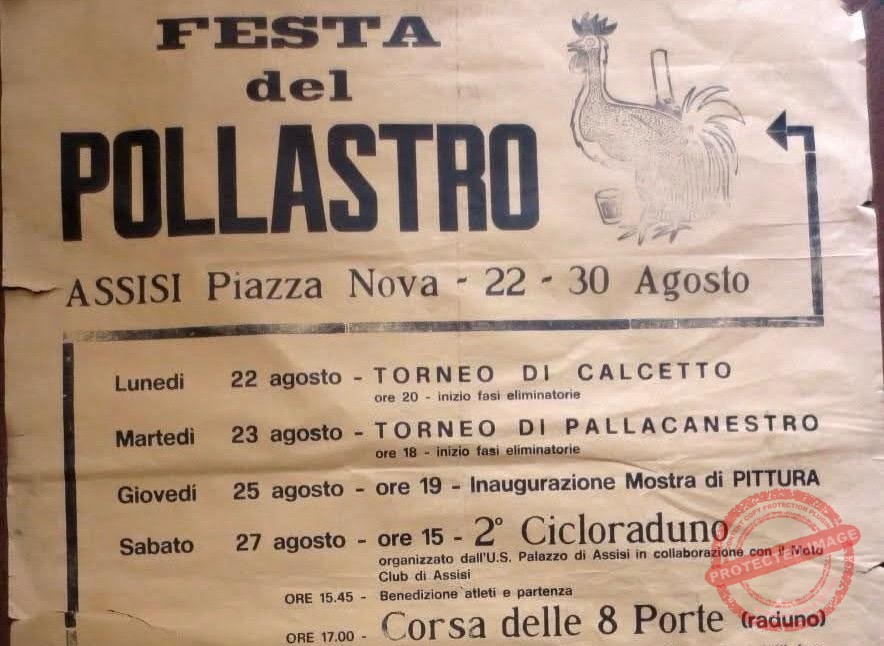 FESTA
del
POLLASTRO
ASSISI Piazza Nova - 22 - 30 Agosto
Lunedi 22 agosto - TORNEO DI CALCETTO
ore 20 - inizio fasi eliminatorie
Martedi 23 agosto - TORNEO DI PALLACANESTRO
ore 18 - inizio fasi eliminatorie
Giovedi 25 agosto - ore 19 - Inaugurazione Mostra di PITTURA
Sabato 27 agosto - ore 15 - 2° Cicloraduno
organizzato dall'U.S. Palazzo di Assisi in collaborazione con il Moto
Club di Assisi
ORE 15.45 - Benedizione atleti e partenza
ORE 17.00 - Corsa delle 8 Porte (raduno)
PROTECTED IMAGE